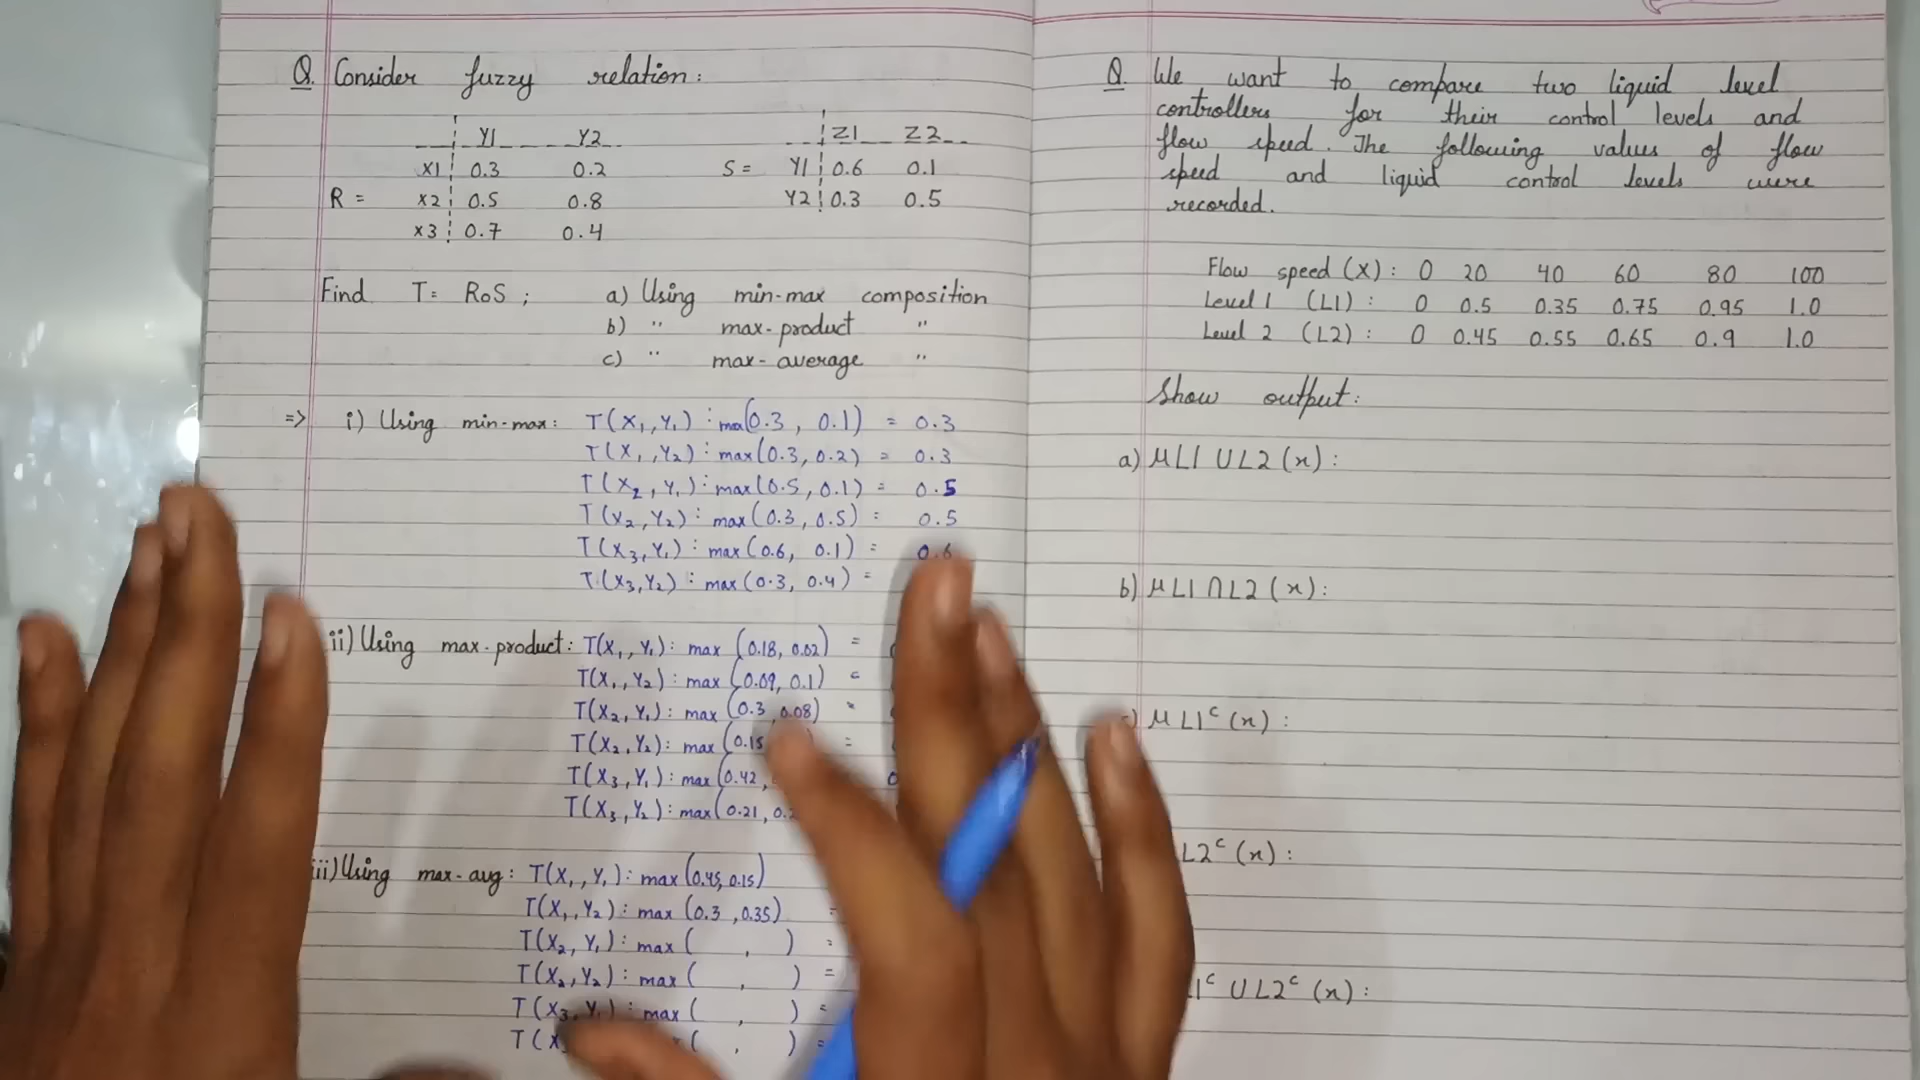 Q. Consider fuzzy relation:
Y1 Y2
X1 0.3 0.2
R = X2 0.5 0.8
X3 0.7 0.4
Z1 Z2
S = Y1 0.6 0.1
Y2 0.3 0.5
Find T = RoS ; a) Using min-max composition
b) " max-product "
c) " max-average "
=> i) Using min-max: T(X1, Y1) : ma(0.3, 0.1) = 0.3
T(X1, Y2) : max(0.3, 0.2) = 0.3
T(X2, Y1) : max(0.5, 0.1) = 0.5
T(X2, Y2) : max(0.3, 0.5) = 0.5
T(X3, Y1) : max(0.6, 0.1) = 0.6
T(X3, Y2) : max(0.3, 0.4) =
ii) Using max-product: T(X1, Y1) : max (0.18, 0.02) =
T(X1, Y2) : max (0.09, 0.1) =
T(X2, Y1) : max (0.3, 0.08) =
T(X2, Y2) : max (0.15 =
T(X3, Y1) : max (0.42,
T(X3, Y2) : max (0.21,
iii) Using max-avg: T(X1, Y1) : max (0.45, 0.15)
T(X1, Y2) : max (0.3, 0.35) =
T(X2, Y1) : max ( , ) =
T(X2, Y2) : max ( , ) =
T(X3, Y1) : max ( , ) =
T(X ( , ) =
Q. We want to compare two liquid level
controllers for their control levels and
flow speed. The following values of flow
speed and liquid control levels were
recorded.
Flow speed (X) : 0 20 40 60 80 100
Level 1 (L1) : 0 0.5 0.35 0.75 0.95 1.0
Level 2 (L2) : 0 0.45 0.55 0.65 0.9 1.0
Show output:
a) μL1 ∪ L2 (x) :
b) μL1 ∩ L2 (x) :
c) μL1ᶜ (x) :
L2ᶜ (x) :
1ᶜ ∪ L2ᶜ (x) :